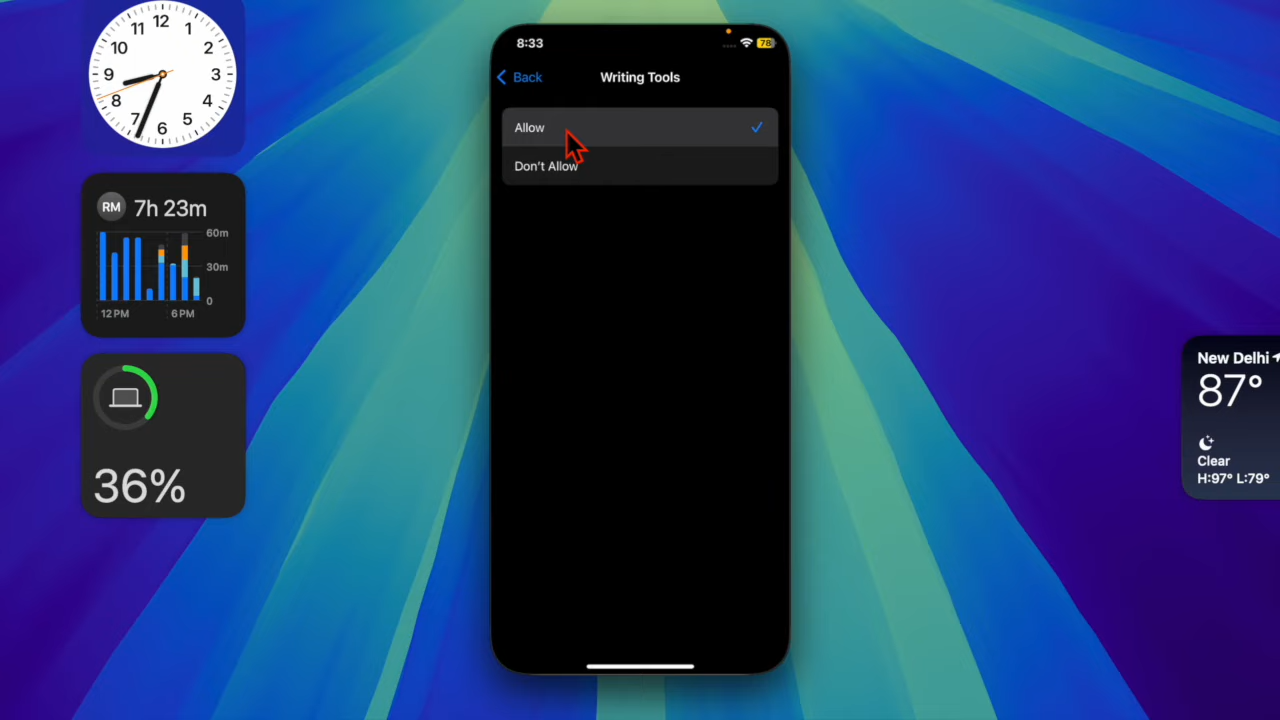 12
11
1
10
2
9
3
8
4
7
5
6
RM
7h 23m
60m
30m
0
12 PM
6 PM
36%
8:33
78
Back
Writing Tools
Allow
Don't Allow
New Delhi
87°
Clear
H:97° L:79°